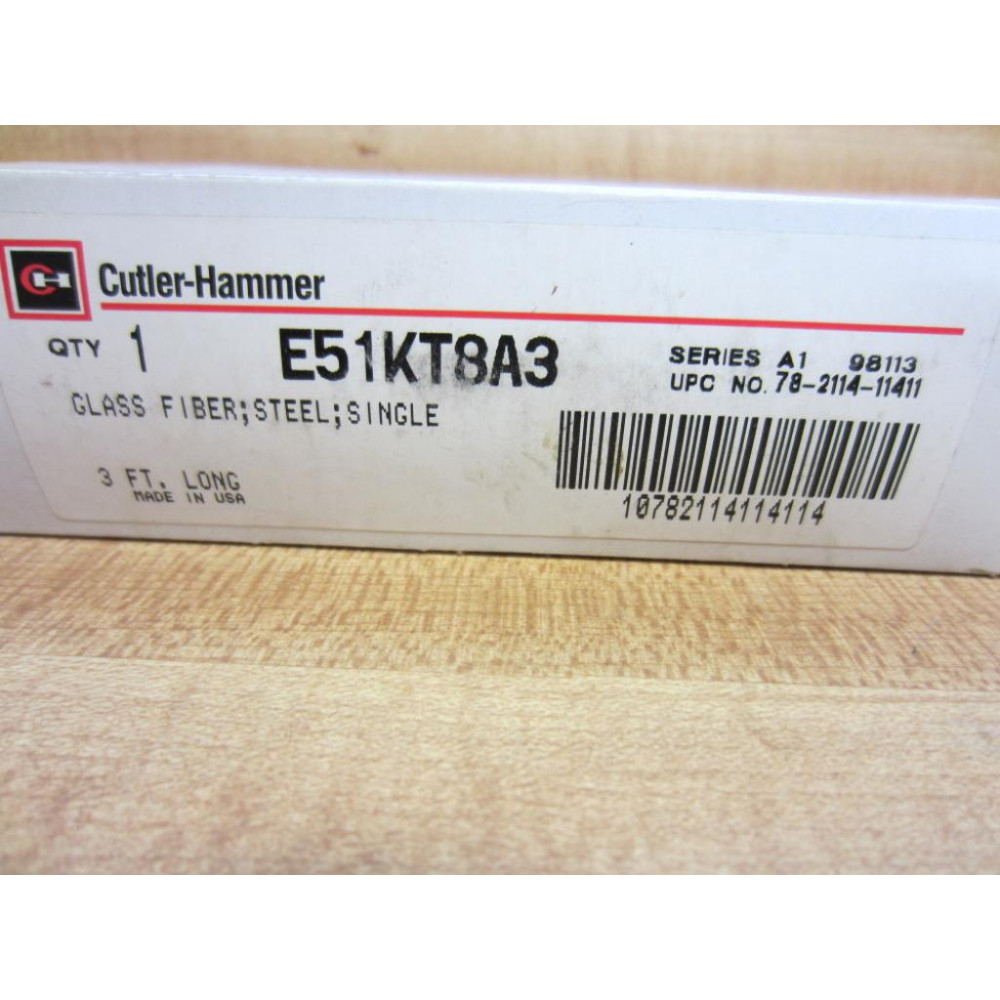 CH Cutler-Hammer
QTY 1 E51KT8A3 SERIES A1 98113
UPC NO. 78-2114-11411
GLASS FIBER;STEEL;SINGLE
3 FT. LONG
MADE IN USA
10782114114114